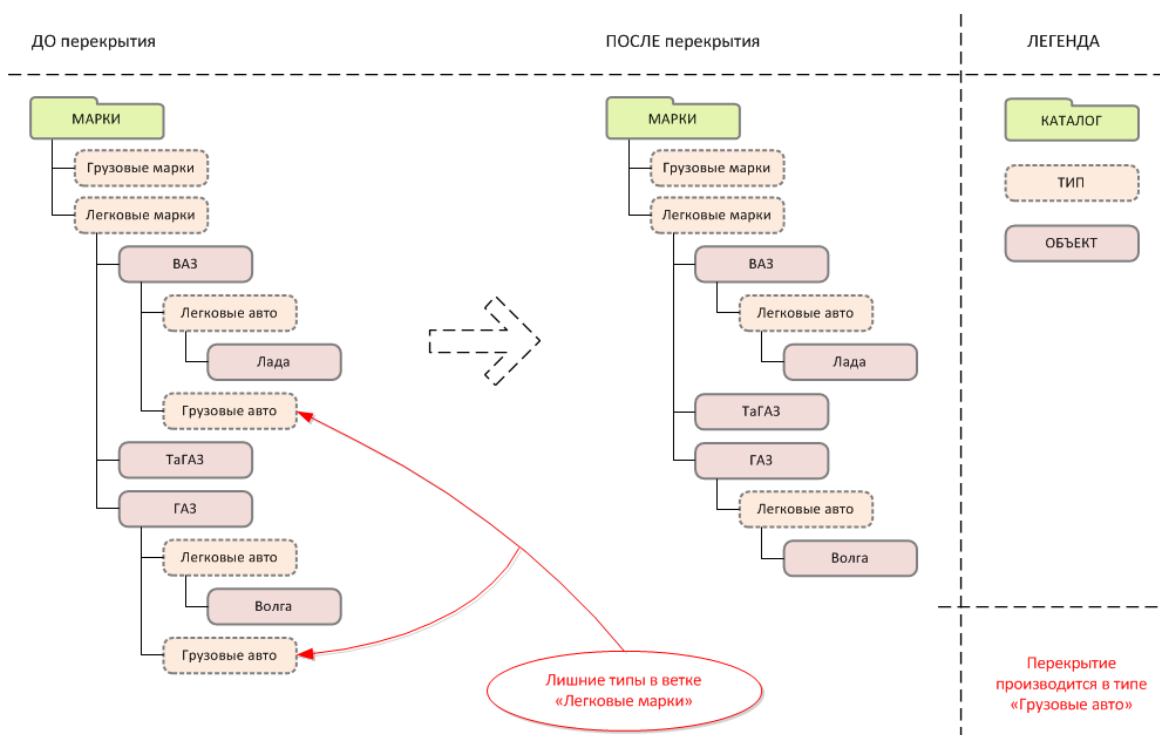 ДО перекрытия
ПОСЛЕ перекрытия
ЛЕГЕНДА
МАРКИ
Грузовые марки
Легковые марки
ВАЗ
Легковые авто
Лада
Грузовые авто
ТаГАЗ
ГАЗ
Легковые авто
Волга
Грузовые авто
МАРКИ
Грузовые марки
Легковые марки
ВАЗ
Легковые авто
Лада
ТаГАЗ
ГАЗ
Легковые авто
Волга
КАТАЛОГ
ТИП
ОБЪЕКТ
Лишние типы в ветке
«Легковые марки»
Перекрытие
производится в типе
«Грузовые авто»